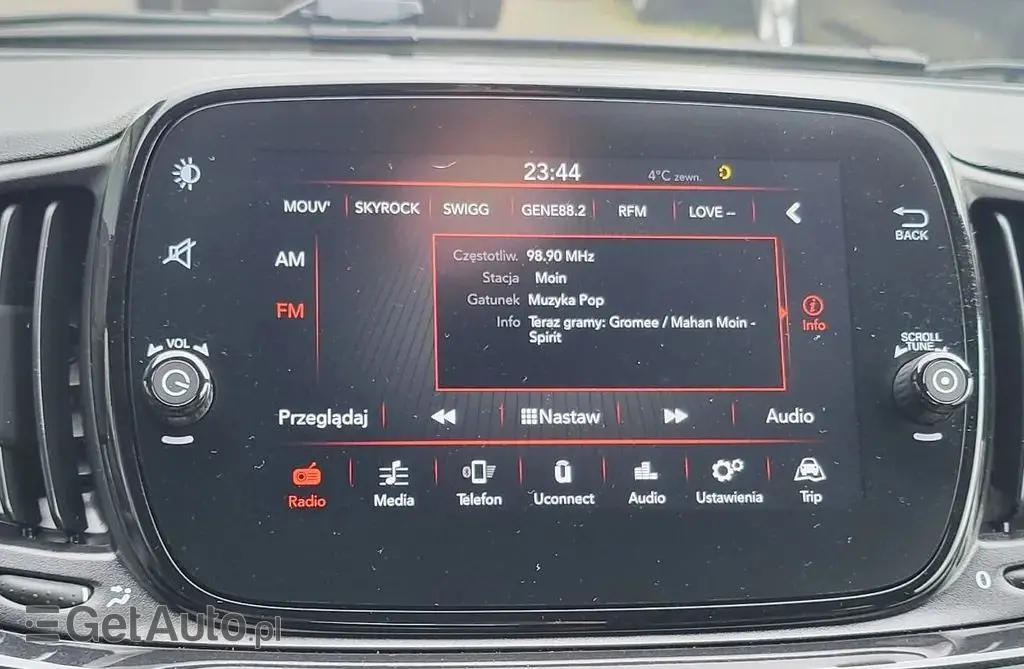 23:44 4°C zewn.
MOUV' SKYROCK SWIGG GENE88.2 RFM LOVE --
BACK
AM
FM
Częstotliw. 98.90 MHz
Stacja Moin
Gatunek Muzyka Pop
Info Teraz gramy: Gromee / Mahan Moin -
Spirit
Info
VOL
SCROLL
TUNE
Przeglądaj Nastaw Audio
Radio Media Telefon Uconnect Audio Ustawienia Trip
0
GetAuto.pl